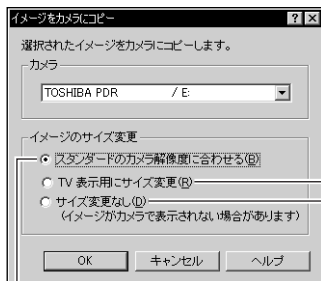 イメージをカメラにコピー
選択されたイメージをカメラにコピーします。
カメラ
TOSHIBA PDR / E:
イメージのサイズ変更
スタンダードのカメラ解像度に合わせる(B)
TV 表示用にサイズ変更(R)
サイズ変更なし(D)
(イメージがカメラで表示されない場合があります)
OK キャンセル ヘルプ